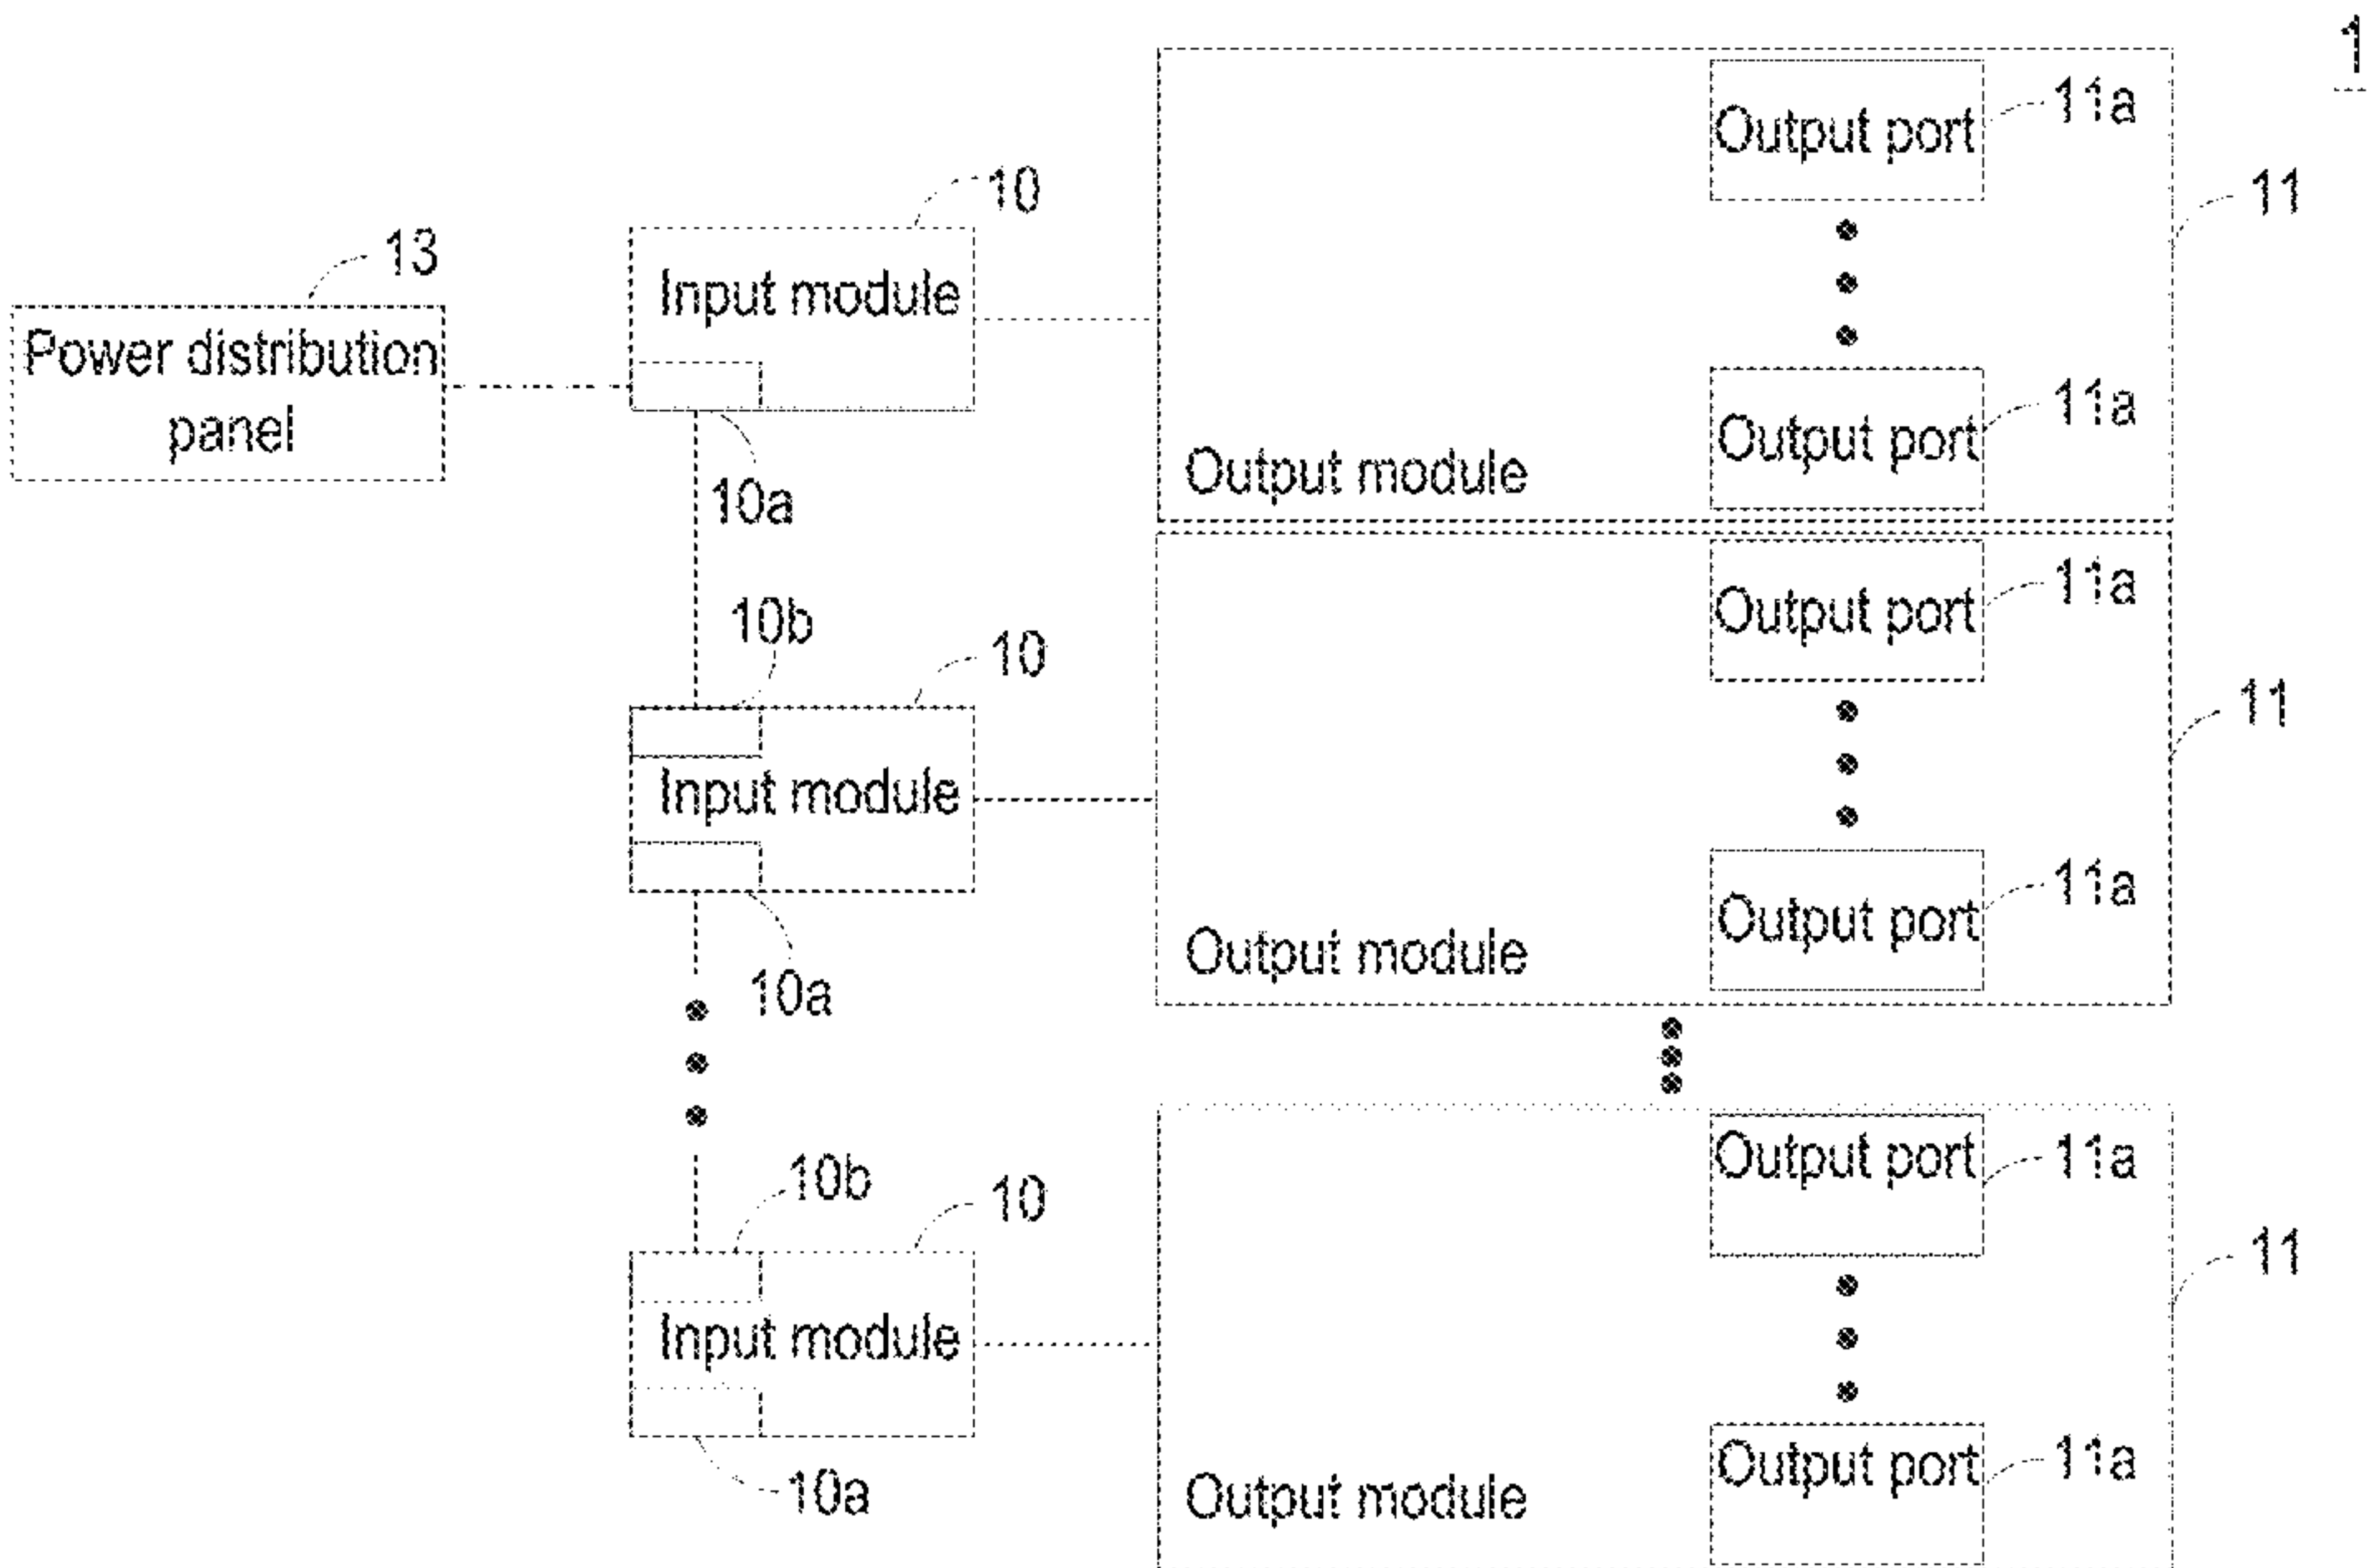 1
Output port
11a
10
11
13
Input module
Power distribution
panel
Output port
11a
Output module
10a
Output port
11a
10b
10
11
Input module
Output port
11a
Output module
10a
Output port
11a
10b
10
11
Input module
Output port
11a
Output module
10a